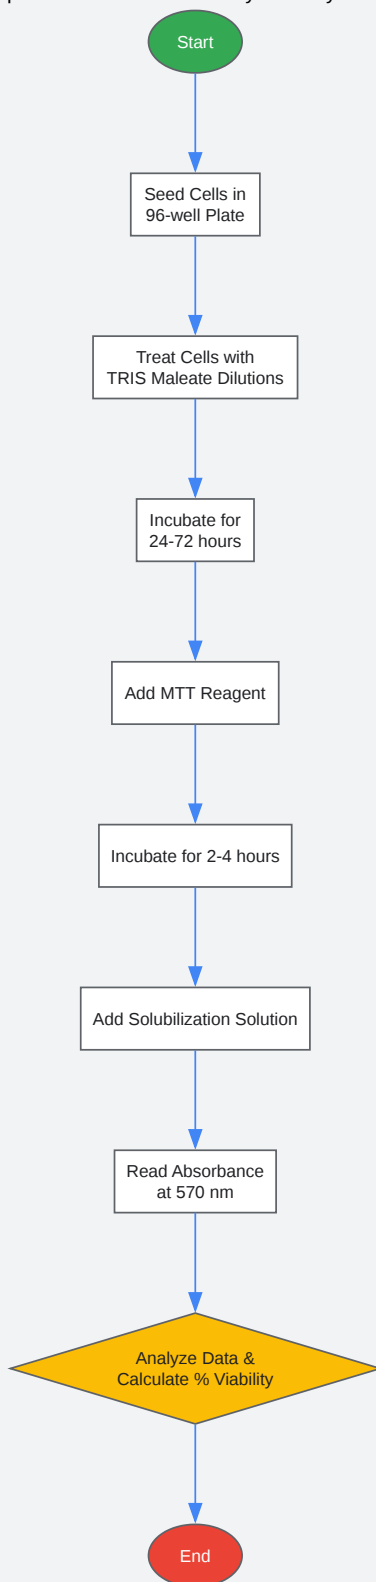 Start
Seed Cells in
96-well Plate
Treat Cells with
TRIS Maleate Dilutions
Incubate for
24-72 hours
Add MTT Reagent
Incubate for 2-4 hours
Add Solubilization Solution
Read Absorbance
at 570 nm
Analyze Data &
Calculate % Viability
End